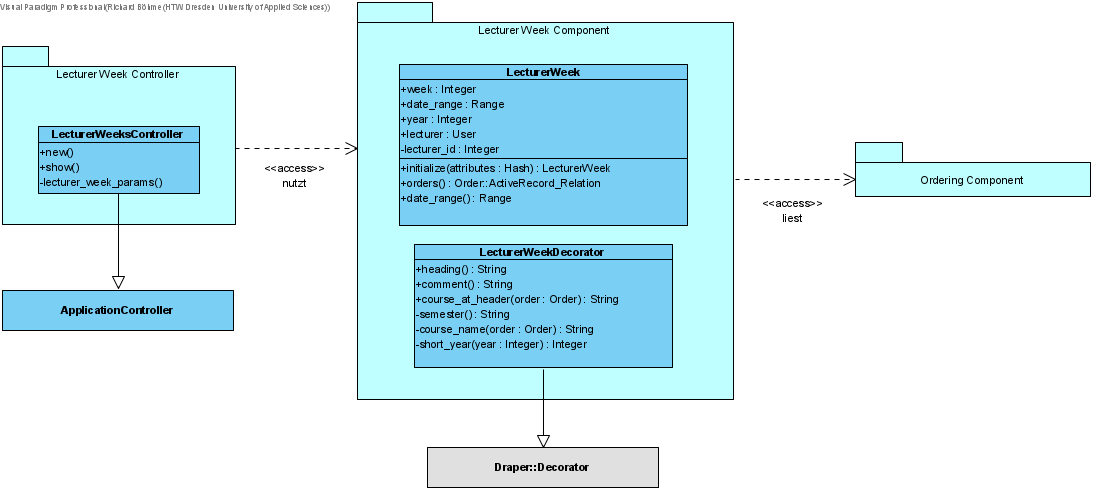 Visual Paradigm Professional(Richard Böhme (HTW Dresden University of Applied Sciences))
LecturerWeek Controller
LecturerWeeksController
+new()
+show()
-lecturer_week_params()
ApplicationController
<<access>>
nutzt
LecturerWeek Component
LecturerWeek
+week : Integer
+date_range : Range
+year : Integer
+lecturer : User
-lecturer_id : Integer
+initialize(attributes : Hash) : LecturerWeek
+orders() : Order::ActiveRecord_Relation
+date_range() : Range
LecturerWeekDecorator
+heading() : String
+comment() : String
+course_at_header(order : Order) : String
-semester() : String
-course_name(order : Order) : String
-short_year(year : Integer) : Integer
Draper::Decorator
<<access>>
liest
Ordering Component